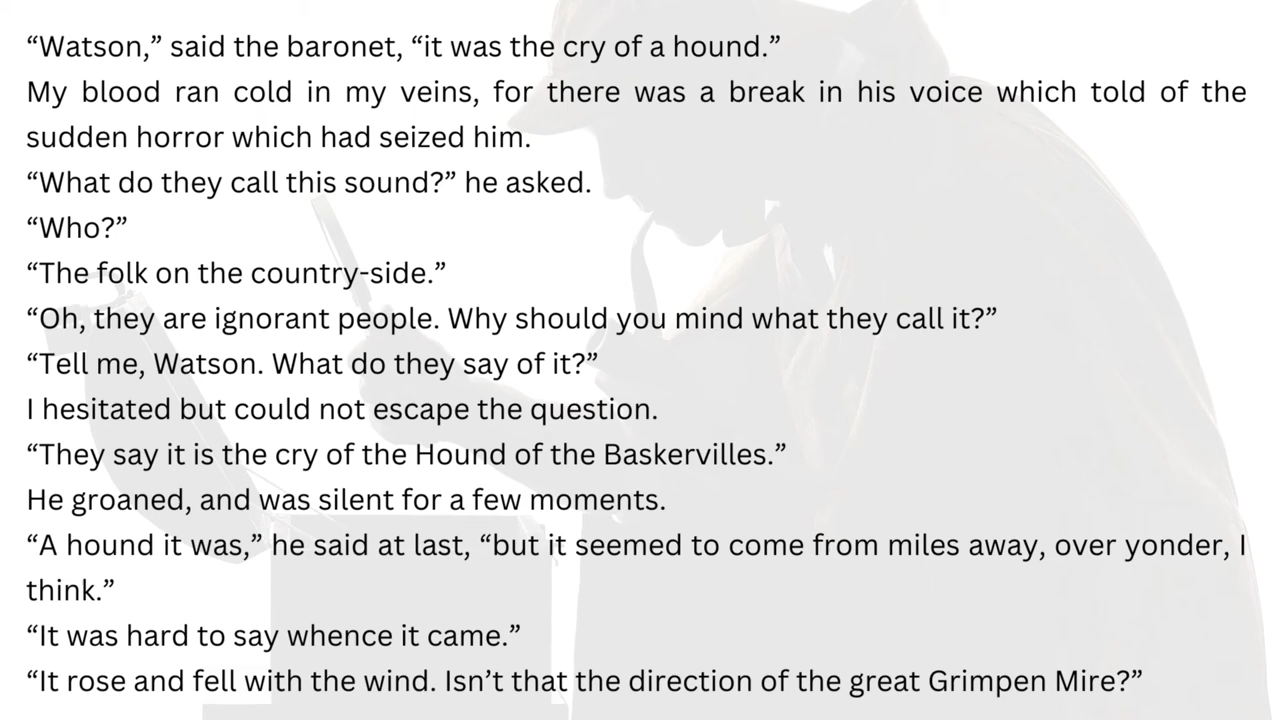 “Watson,” said the baronet, “it was the cry of a hound.”
My blood ran cold in my veins, for there was a break in his voice which told of the
sudden horror which had seized him.
“What do they call this sound?” he asked.
“Who?”
“The folk on the country-side.”
“Oh, they are ignorant people. Why should you mind what they call it?”
“Tell me, Watson. What do they say of it?”
I hesitated but could not escape the question.
“They say it is the cry of the Hound of the Baskervilles.”
He groaned, and was silent for a few moments.
“A hound it was,” he said at last, “but it seemed to come from miles away, over yonder, I
think.”
“It was hard to say whence it came.”
“It rose and fell with the wind. Isn’t that the direction of the great Grimpen Mire?”